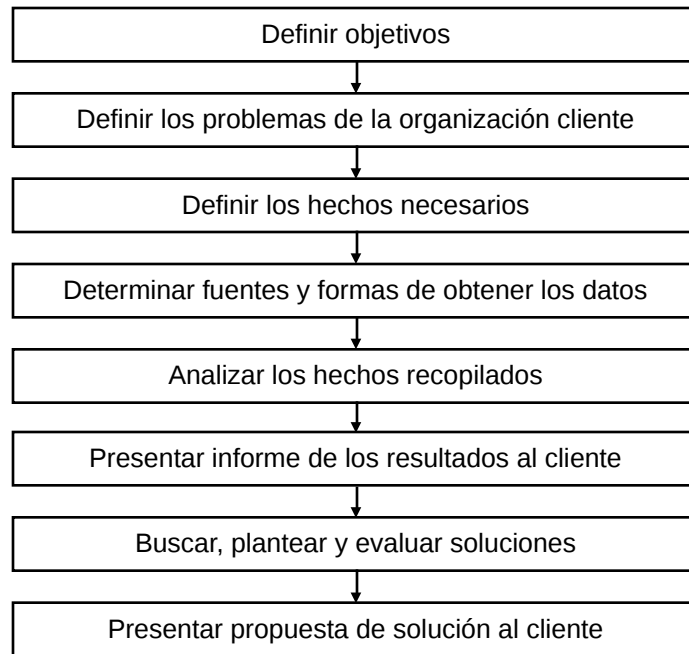 Definir objetivos
Definir los problemas de la organización cliente
Definir los hechos necesarios
Determinar fuentes y formas de obtener los datos
Analizar los hechos recopilados
Presentar informe de los resultados al cliente
Buscar, plantear y evaluar soluciones
Presentar propuesta de solución al cliente